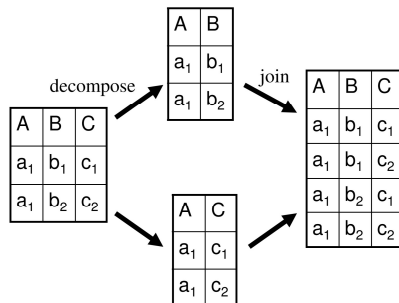 A B
a₁ b₁
a₁ b₂
decompose
join
A B C
a₁ b₁ c₁
a₁ b₂ c₂
A B C
a₁ b₁ c₁
a₁ b₁ c₂
a₁ b₂ c₁
a₁ b₂ c₂
A C
a₁ c₁
a₁ c₂